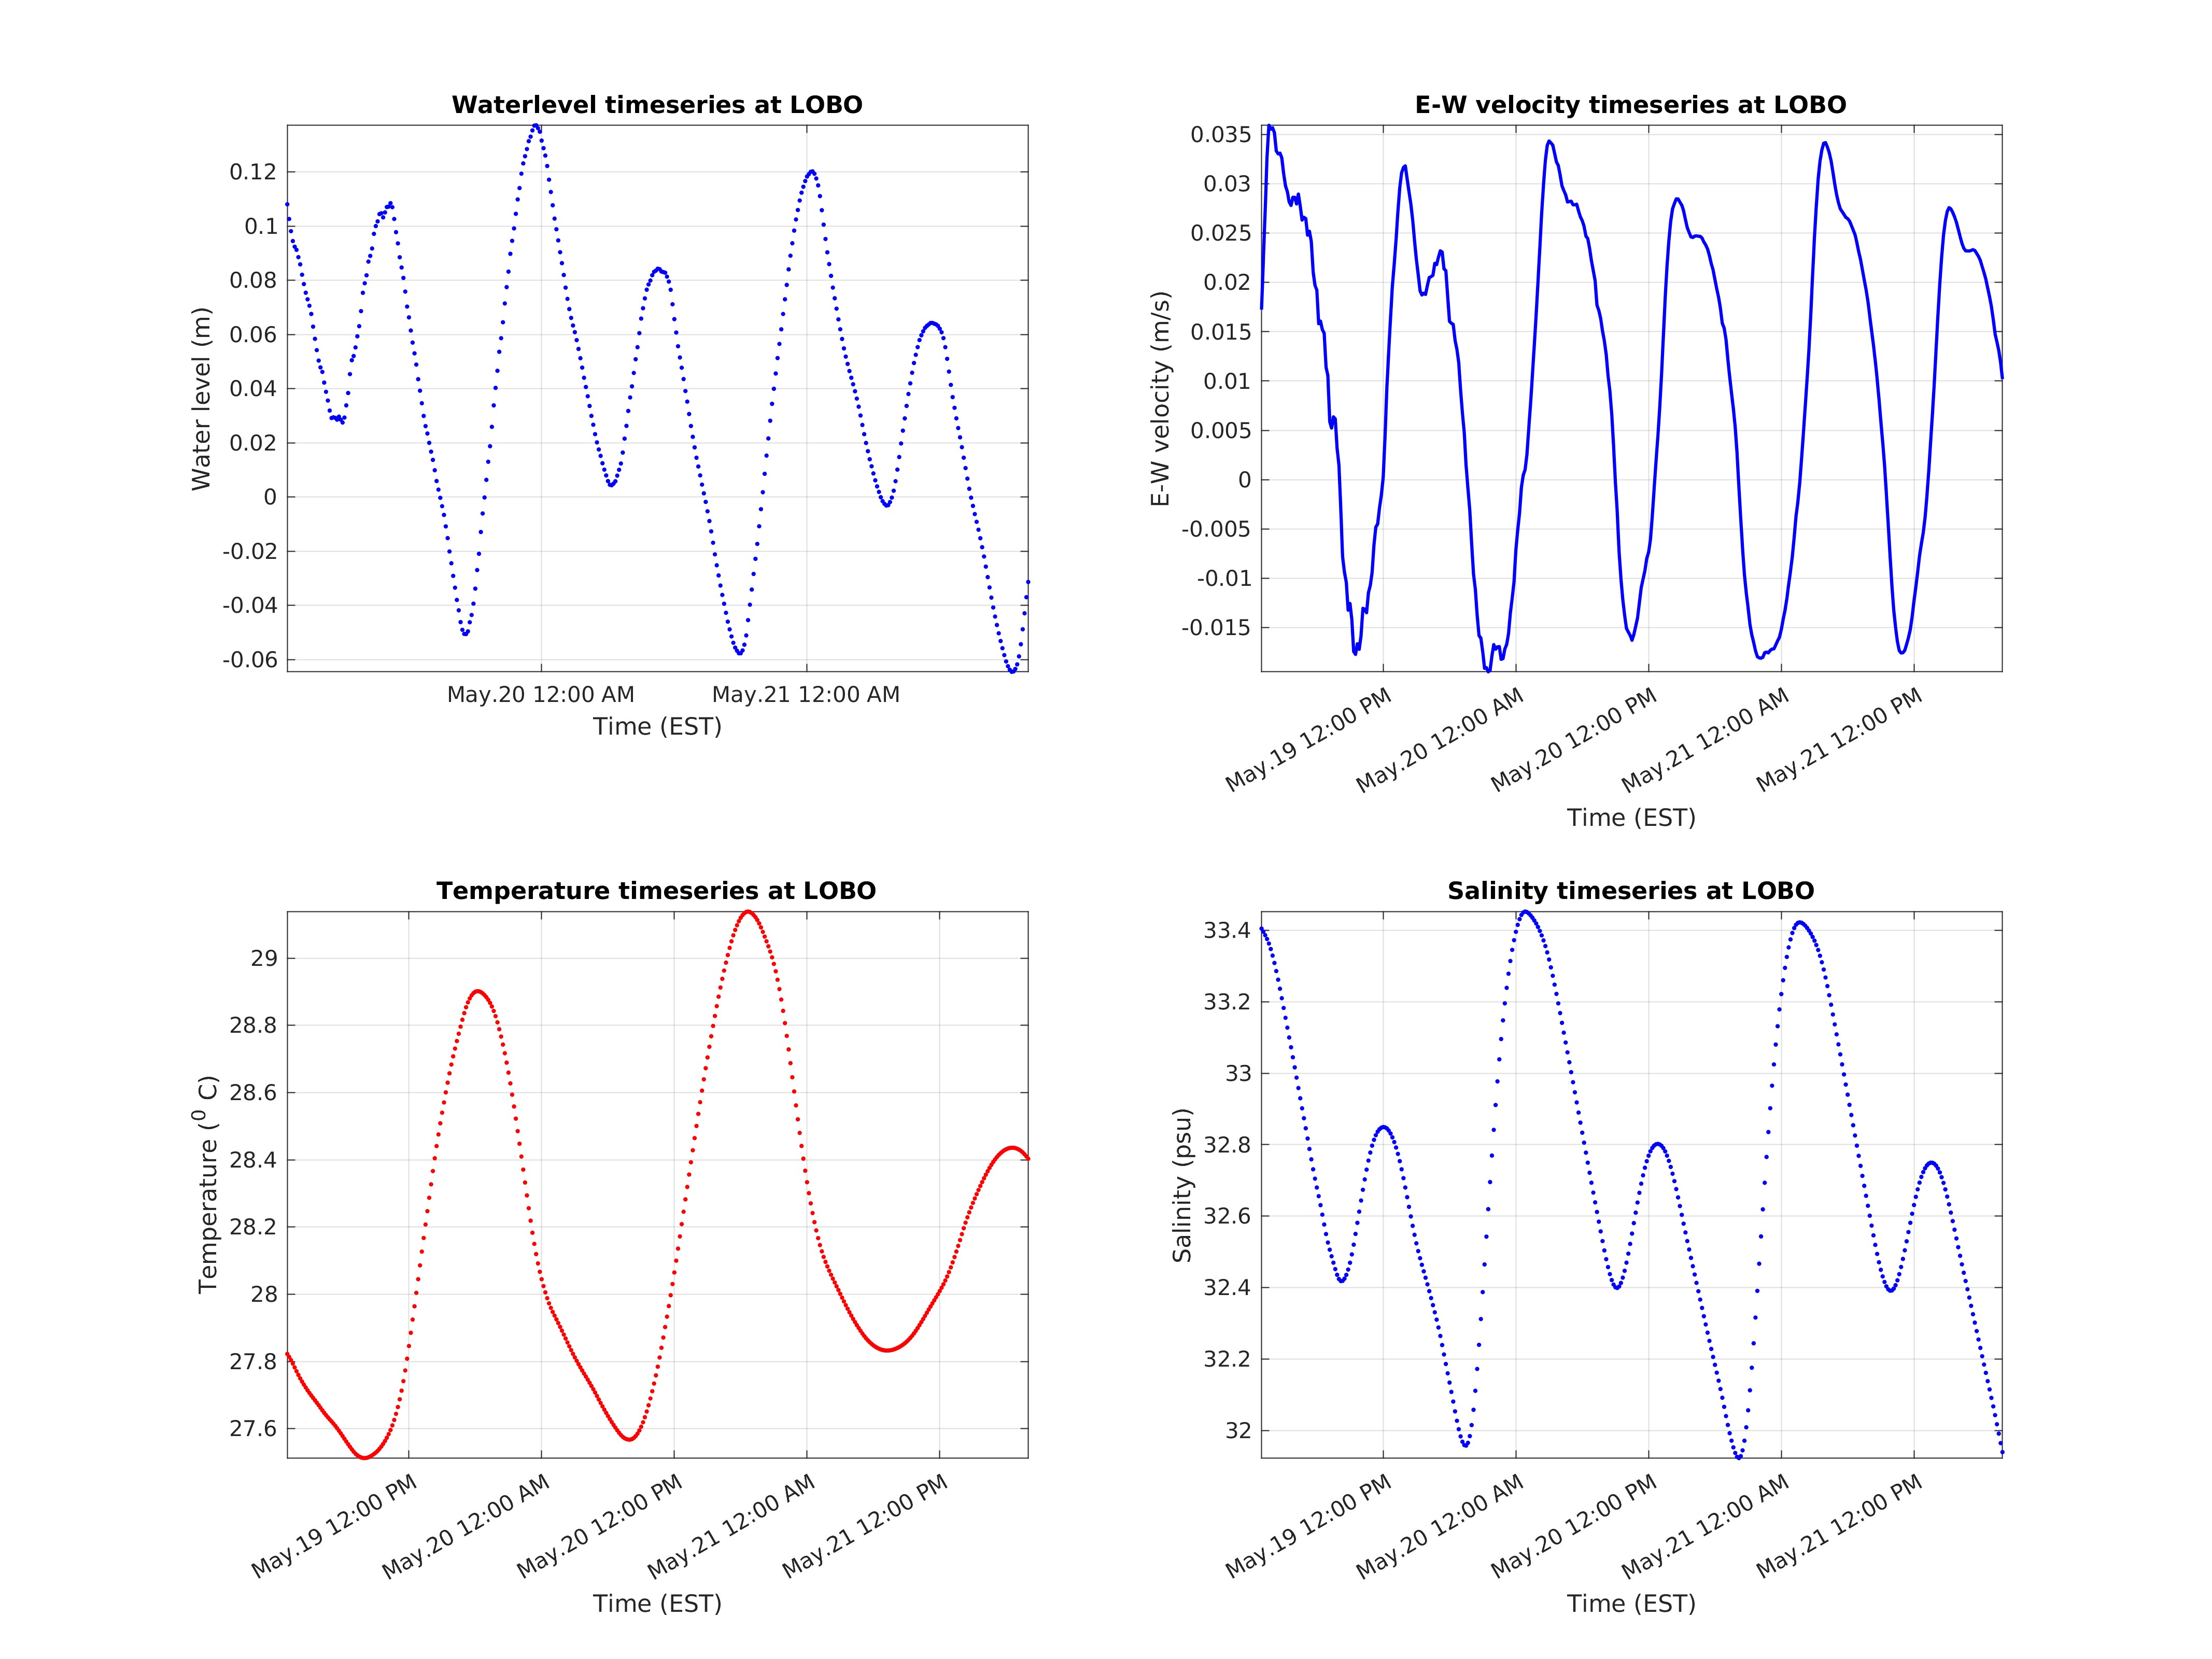 Waterlevel timeseries at LOBO
Water level (m)
0.12
0.1
0.08
0.06
0.04
0.02
0
-0.02
-0.04
-0.06
May.20 12:00 AM
May.21 12:00 AM
Time (EST)
E-W velocity timeseries at LOBO
E-W velocity (m/s)
0.035
0.03
0.025
0.02
0.015
0.01
0.005
0
-0.005
-0.01
-0.015
May.19 12:00 PM
May.20 12:00 AM
May.20 12:00 PM
May.21 12:00 AM
May.21 12:00 PM
Time (EST)
Temperature timeseries at LOBO
Temperature (⁰ C)
29
28.8
28.6
28.4
28.2
28
27.8
27.6
May.19 12:00 PM
May.20 12:00 AM
May.20 12:00 PM
May.21 12:00 AM
May.21 12:00 PM
Time (EST)
Salinity timeseries at LOBO
Salinity (psu)
33.4
33.2
33
32.8
32.6
32.4
32.2
32
May.19 12:00 PM
May.20 12:00 AM
May.20 12:00 PM
May.21 12:00 AM
May.21 12:00 PM
Time (EST)